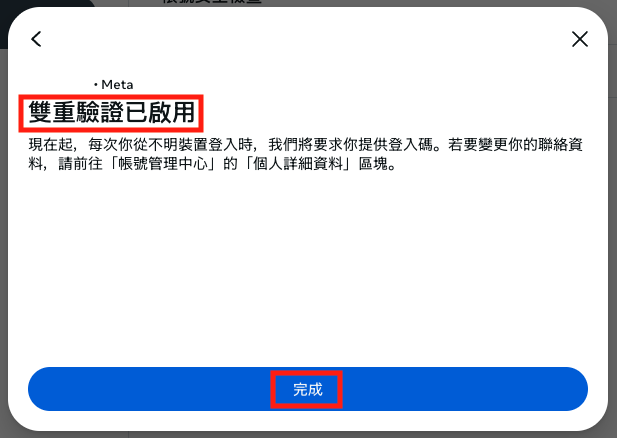 • Meta
雙重驗證已啟用
現在起，每次你從不明裝置登入時，我們將要求你提供登入碼。若要變更你的聯絡資
料，請前往「帳號管理中心」的「個人詳細資料」區塊。
完成